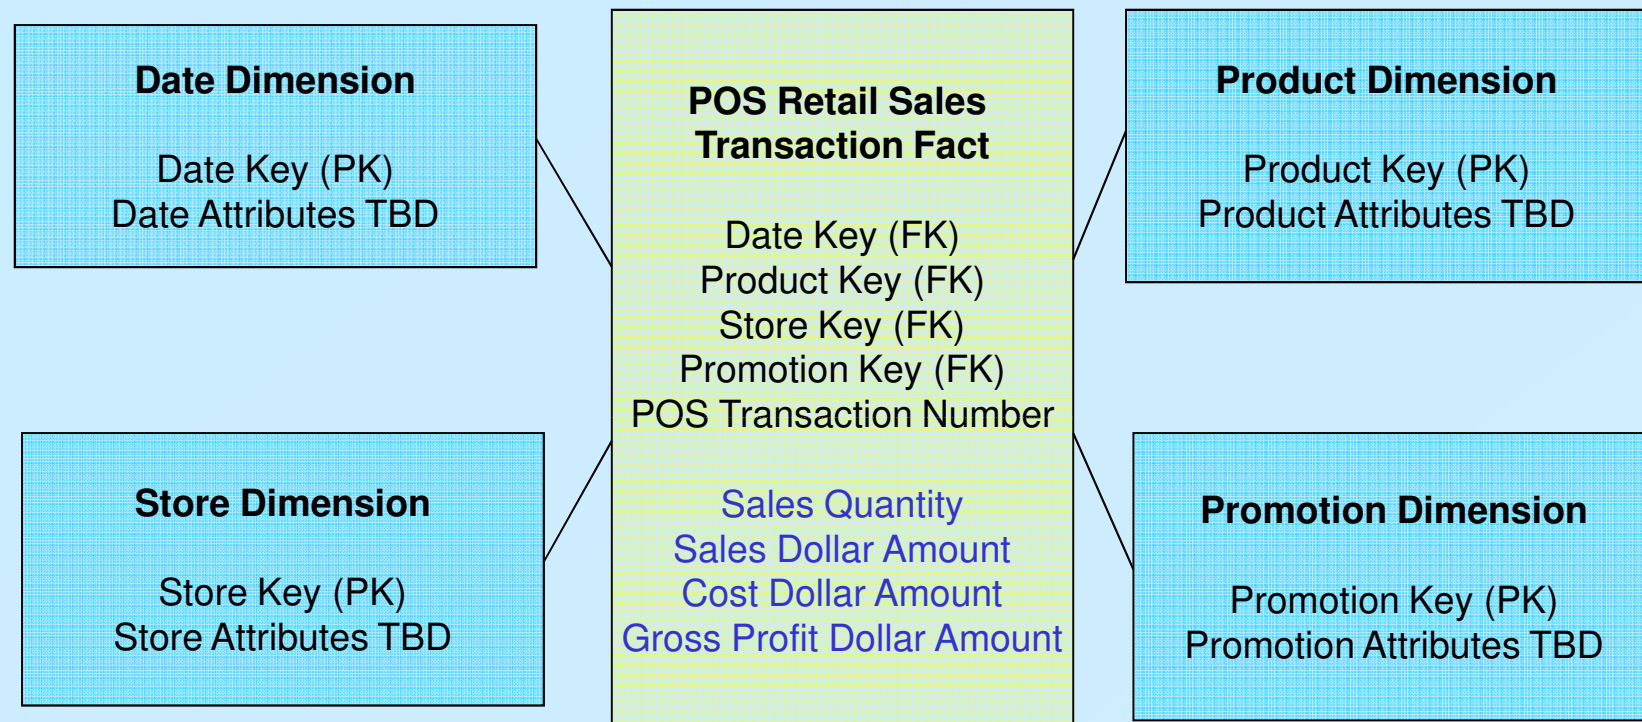 Date Dimension
Date Key (PK)
Date Attributes TBD
POS Retail Sales
Transaction Fact
Date Key (FK)
Product Key (FK)
Store Key (FK)
Promotion Key (FK)
POS Transaction Number
Sales Quantity
Sales Dollar Amount
Cost Dollar Amount
Gross Profit Dollar Amount
Product Dimension
Product Key (PK)
Product Attributes TBD
Store Dimension
Store Key (PK)
Store Attributes TBD
Promotion Dimension
Promotion Key (PK)
Promotion Attributes TBD